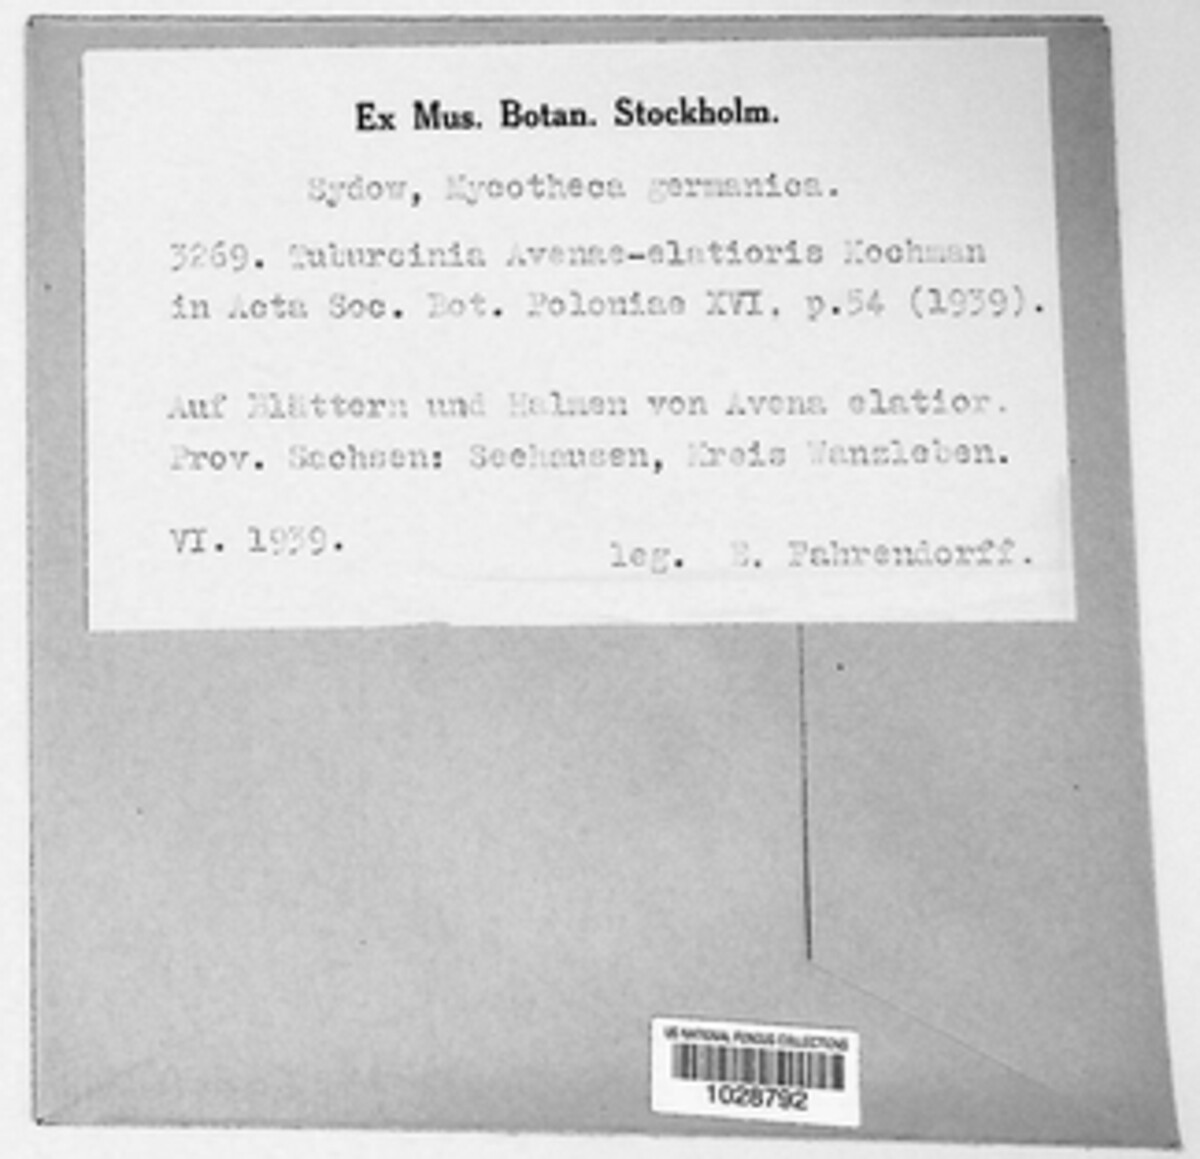 Ex Mus. Botan. Stockholm.
Sydow, Mycotheca germanica.
3269. Tuburcinia Avenae-elatioris Kochman
in Acta Soc. Bot. Poloniae XVI, p.54 (1939).
Auf Blättern und Halmen von Avena elatior.
Prov. Sachsen: Seehausen, Kreis Wanzleben.
VI. 1939.
leg. E. Fahrendorff.
US NATIONAL FUNGUS COLLECTIONS
1028792